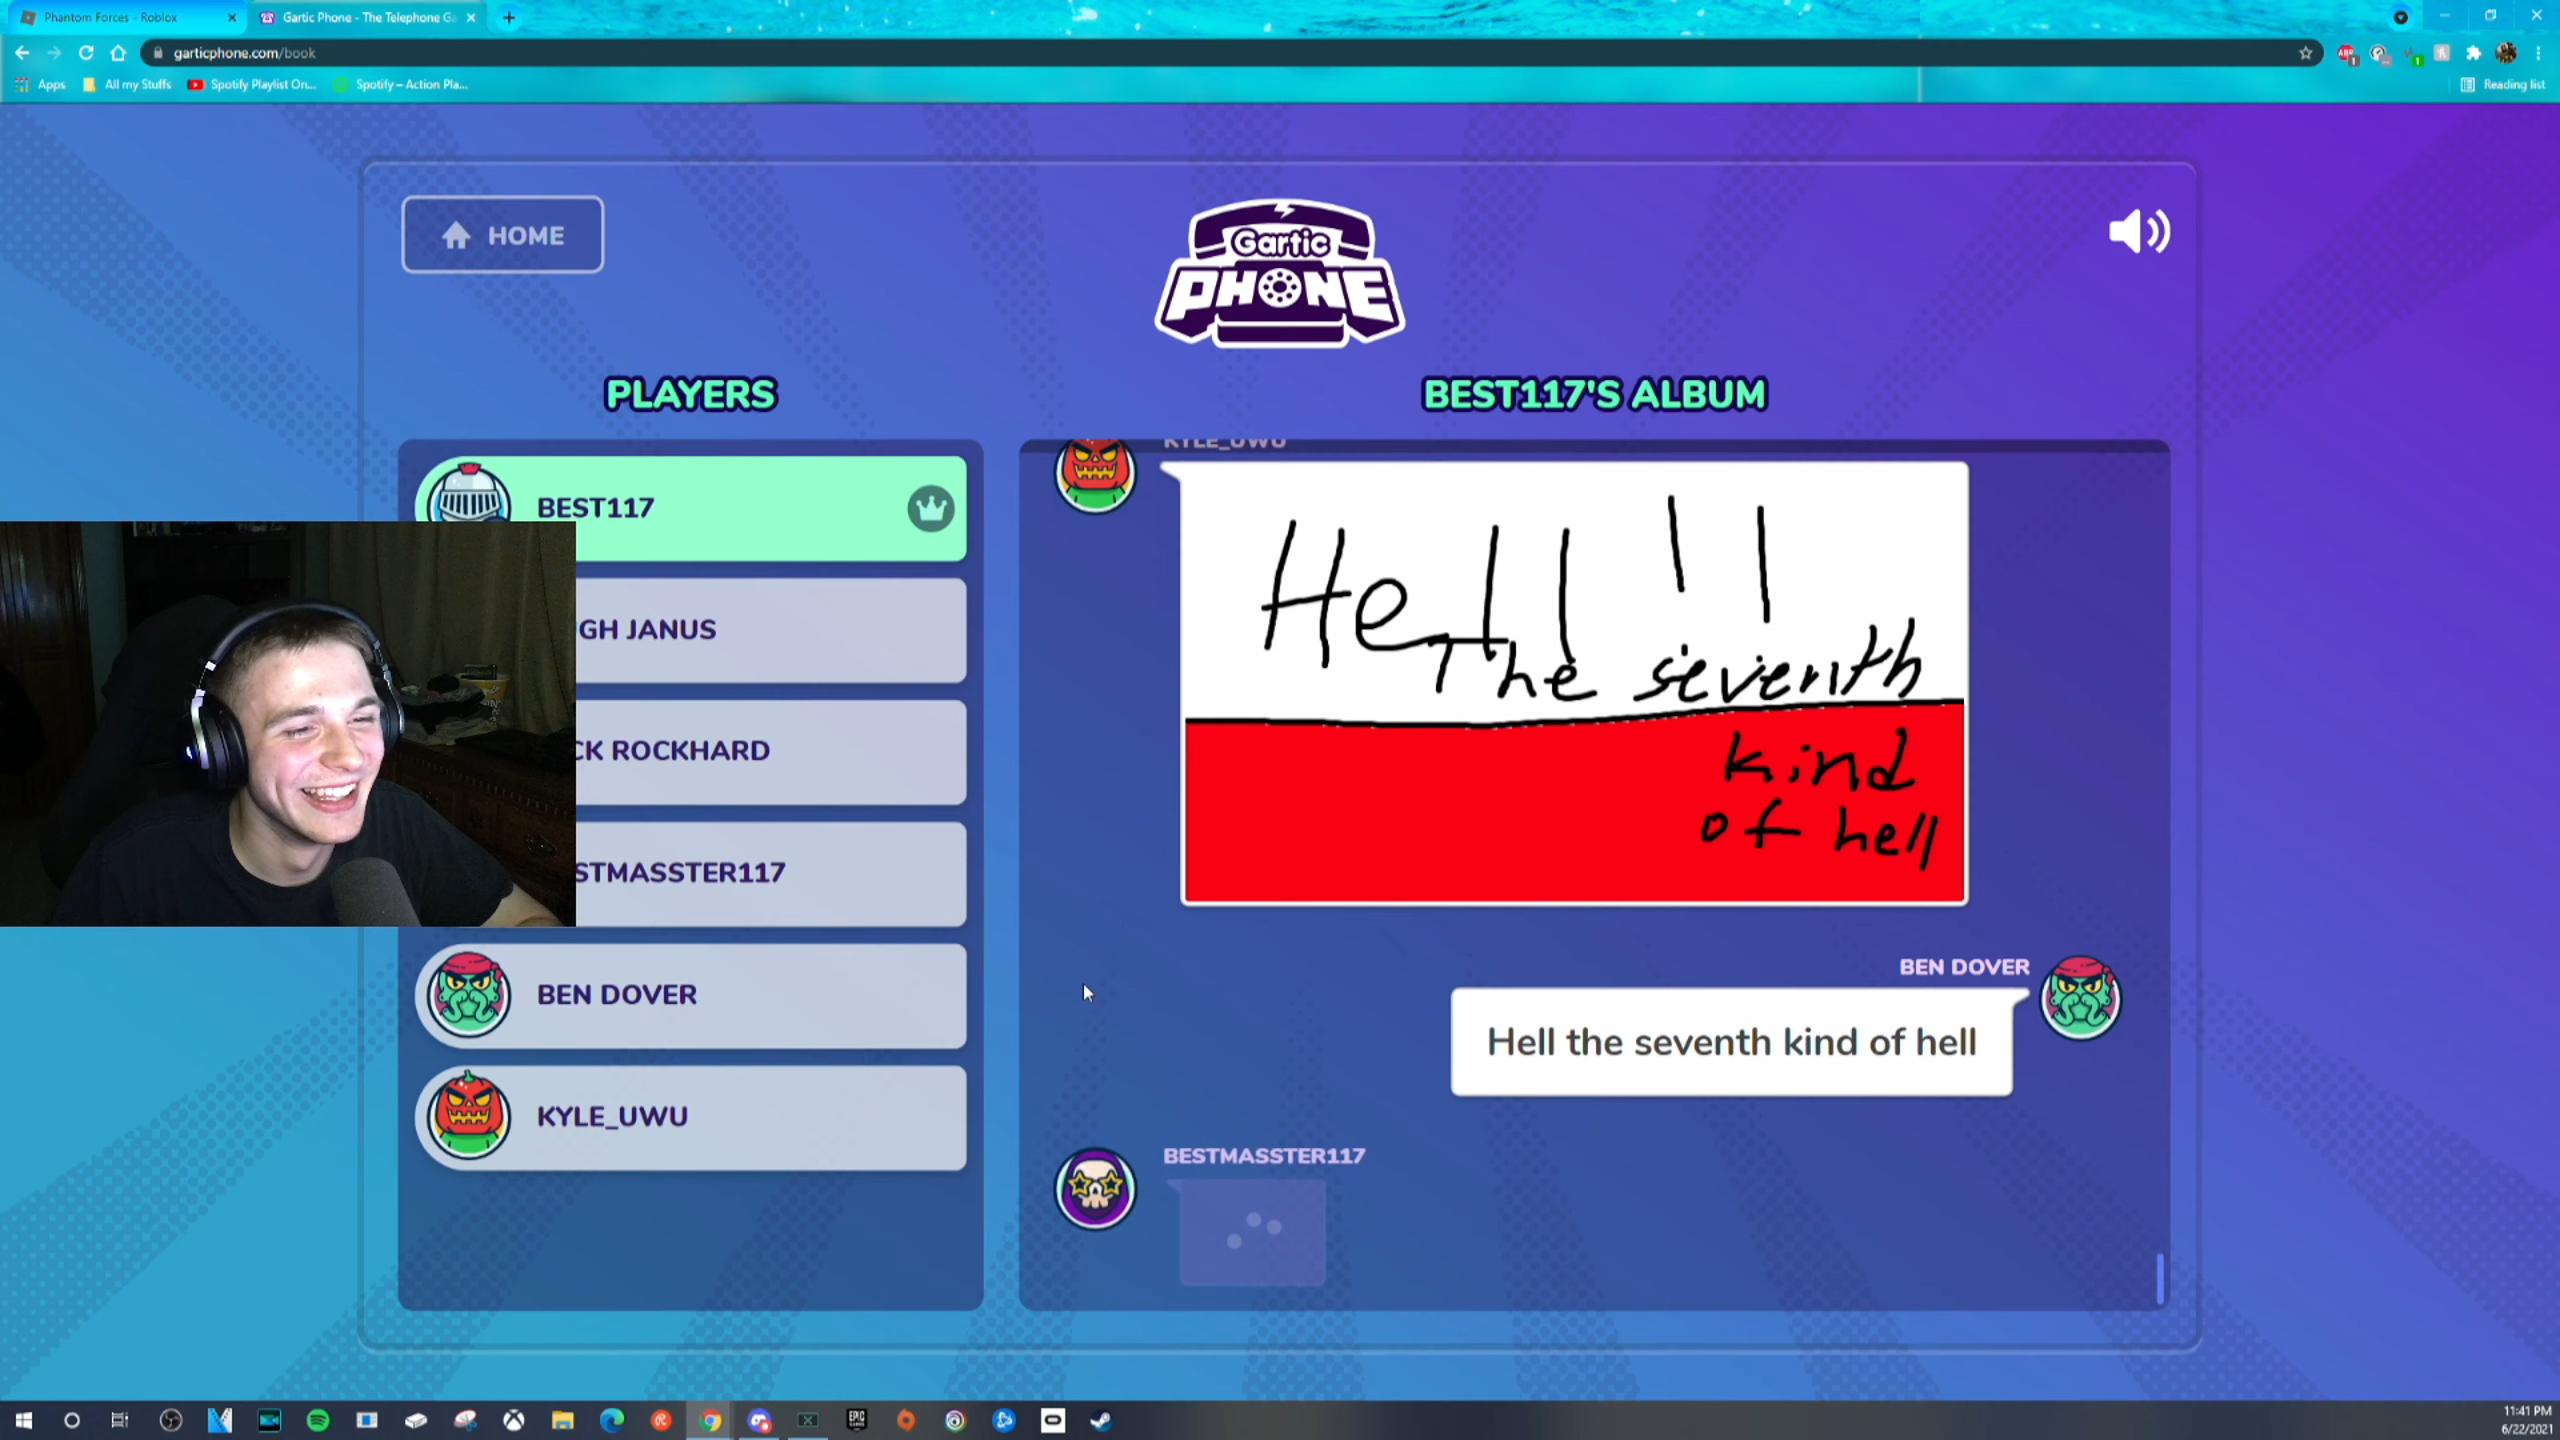 Phantom Forces - Roblox
Gartic Phone - The Telephone G
garticphone.com/book
Apps
All my Stuffs
Spotify Playlist On...
Spotify – Action Pla...
Reading list
HOME
Gartic
PHONE
PLAYERS
BEST117'S ALBUM
BEST117
GH JANUS
CK ROCKHARD
STMASSTER117
BEN DOVER
KYLE_UWU
KYLE_UWU
Hell !!
The seventh
kind
of hell
BEN DOVER
Hell the seventh kind of hell
BESTMASSTER117
11:41 PM
6/22/2021